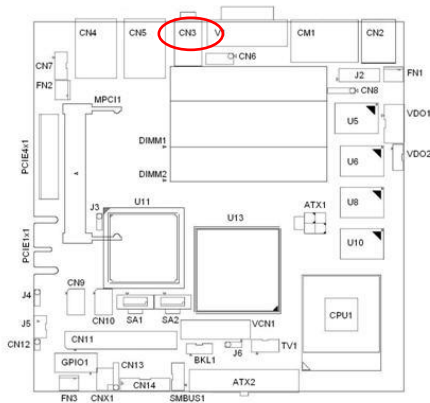 CN4 CN5 CN3 V CM1 CN2
CN6
CN7 J2 FN1
FN2 CN8
MPCI1
U5 VDO1
DIMM1
U6 VDO2
PCIE4x1 A
DIMM2
U11 U8
J3 U13 ATX1
U10
PCIE1x1
J4 CN9
CN10 SA1 SA2 CPU1
J5 VCN1
CN12 CN11 BKL1 J6 TV1
GPIO1 CN13
FN3 CNX1 CN14 SMBUS1 ATX2